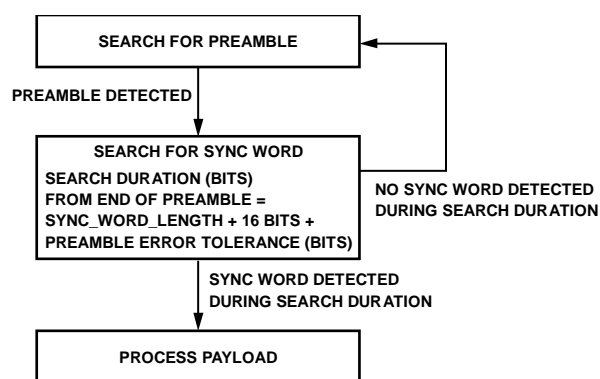 SEARCH FOR PREAMBLE
PREAMBLE DETECTED
SEARCH FOR SYNC WORD
SEARCH DURATION (BITS)
FROM END OF PREAMBLE =
SYNC_WORD_LENGTH + 16 BITS +
PREAMBLE ERROR TOLERANCE (BITS)
NO SYNC WORD DETECTED
DURING SEARCH DURATION
SYNC WORD DETECTED
DURING SEARCH DURATION
PROCESS PAYLOAD